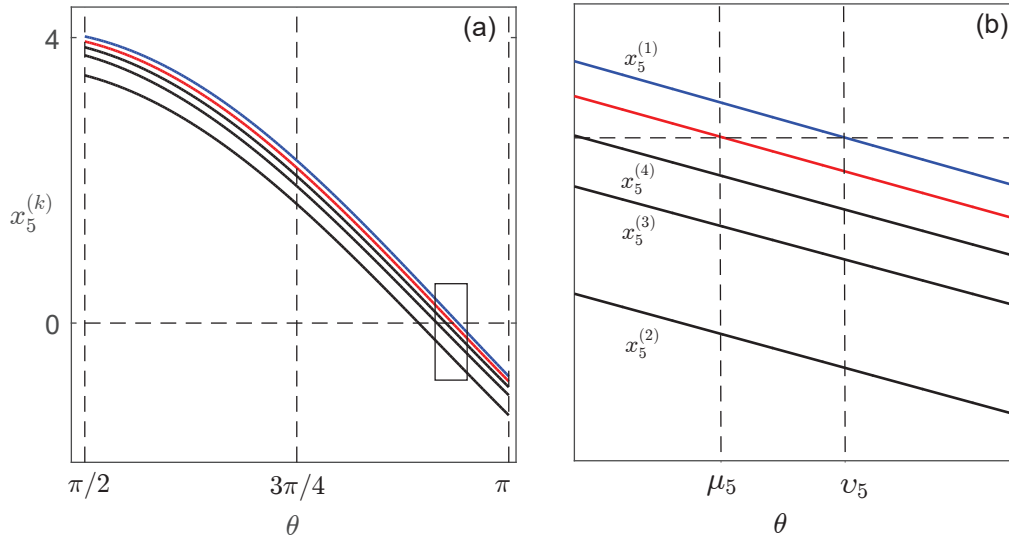 (a)
4
x_5^{(k)}
0
π/2
3π/4
π
θ
(b)
x_5^{(1)}
x_5^{(4)}
x_5^{(3)}
x_5^{(2)}
μ_5
υ_5
θ